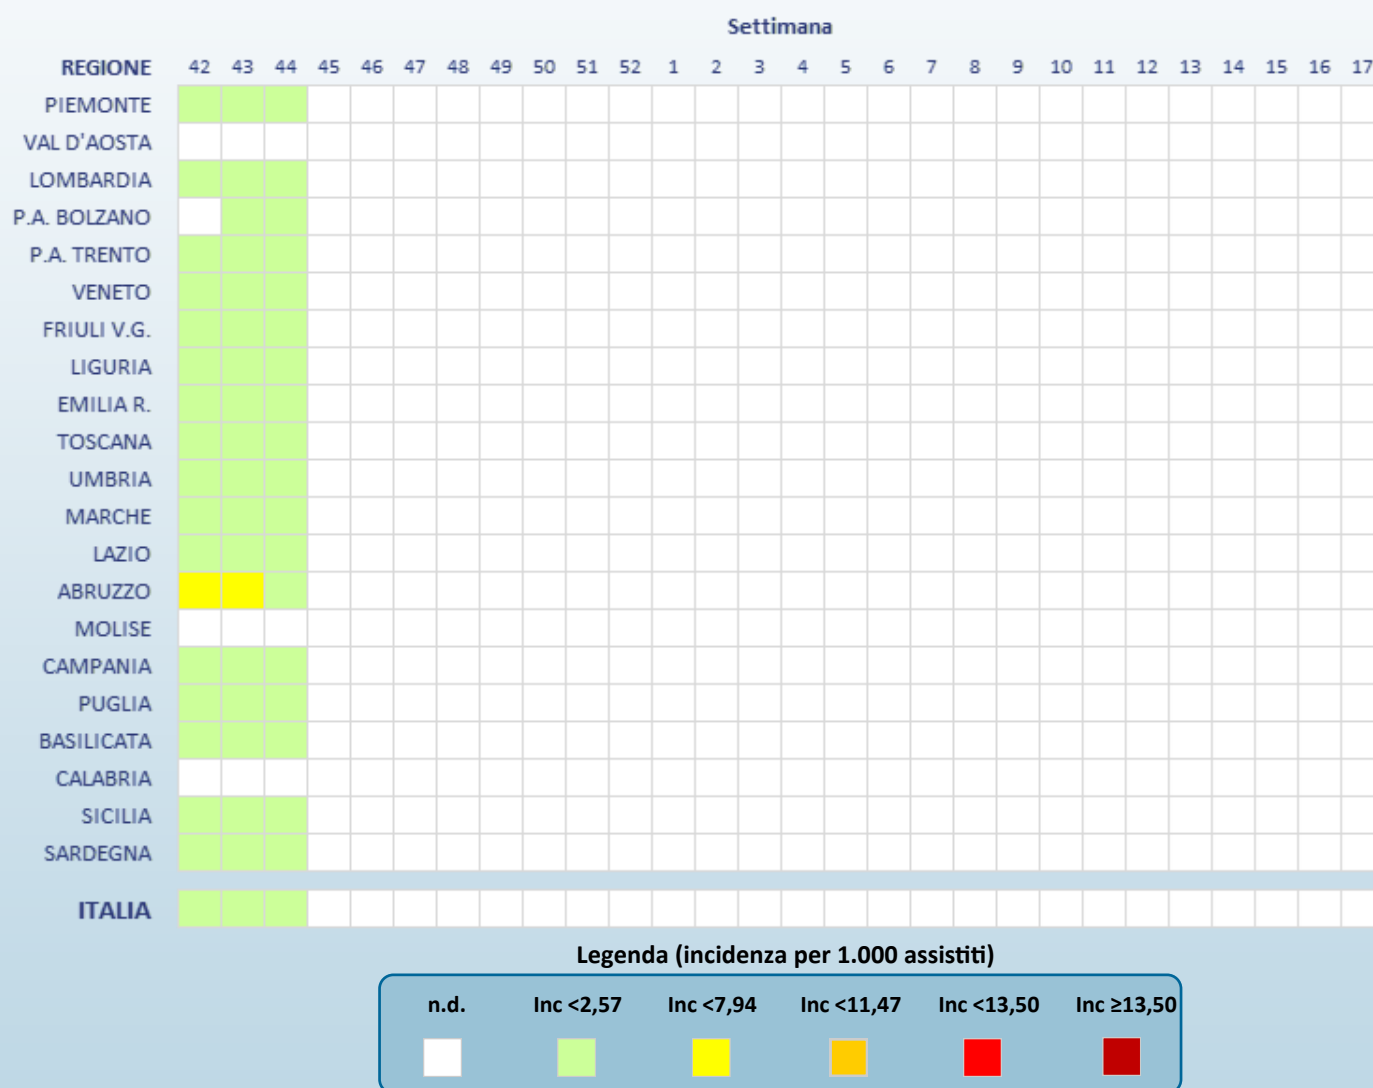 Settimana
REGIONE 42 43 44 45 46 47 48 49 50 51 52 1 2 3 4 5 6 7 8 9 10 11 12 13 14 15 16 17
PIEMONTE
VAL D'AOSTA
LOMBARDIA
P.A. BOLZANO
P.A. TRENTO
VENETO
FRIULI V.G.
LIGURIA
EMILIA R.
TOSCANA
UMBRIA
MARCHE
LAZIO
ABRUZZO
MOLISE
CAMPANIA
PUGLIA
BASILICATA
CALABRIA
SICILIA
SARDEGNA
ITALIA
Legenda (incidenza per 1.000 assistiti)
n.d. Inc <2,57 Inc <7,94 Inc <11,47 Inc <13,50 Inc ≥13,50